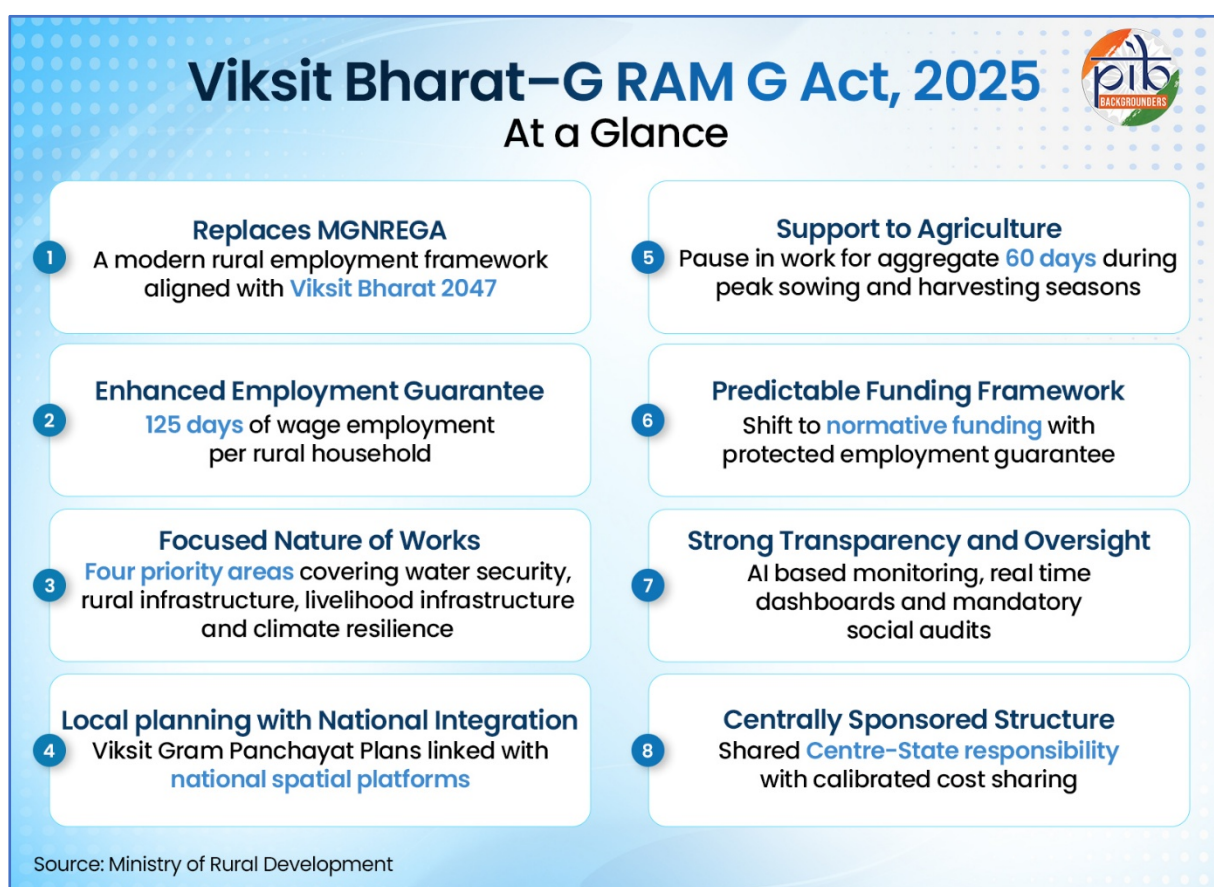 Viksit Bharat–G RAM G Act, 2025
At a Glance
pib
BACKGROUNDERS
1
Replaces MGNREGA
A modern rural employment framework
aligned with Viksit Bharat 2047
2
Enhanced Employment Guarantee
125 days of wage employment
per rural household
3
Focused Nature of Works
Four priority areas covering water security,
rural infrastructure, livelihood infrastructure
and climate resilience
4
Local planning with National Integration
Viksit Gram Panchayat Plans linked with
national spatial platforms
5
Support to Agriculture
Pause in work for aggregate 60 days during
peak sowing and harvesting seasons
6
Predictable Funding Framework
Shift to normative funding with
protected employment guarantee
7
Strong Transparency and Oversight
AI based monitoring, real time
dashboards and mandatory
social audits
8
Centrally Sponsored Structure
Shared Centre-State responsibility
with calibrated cost sharing
Source: Ministry of Rural Development